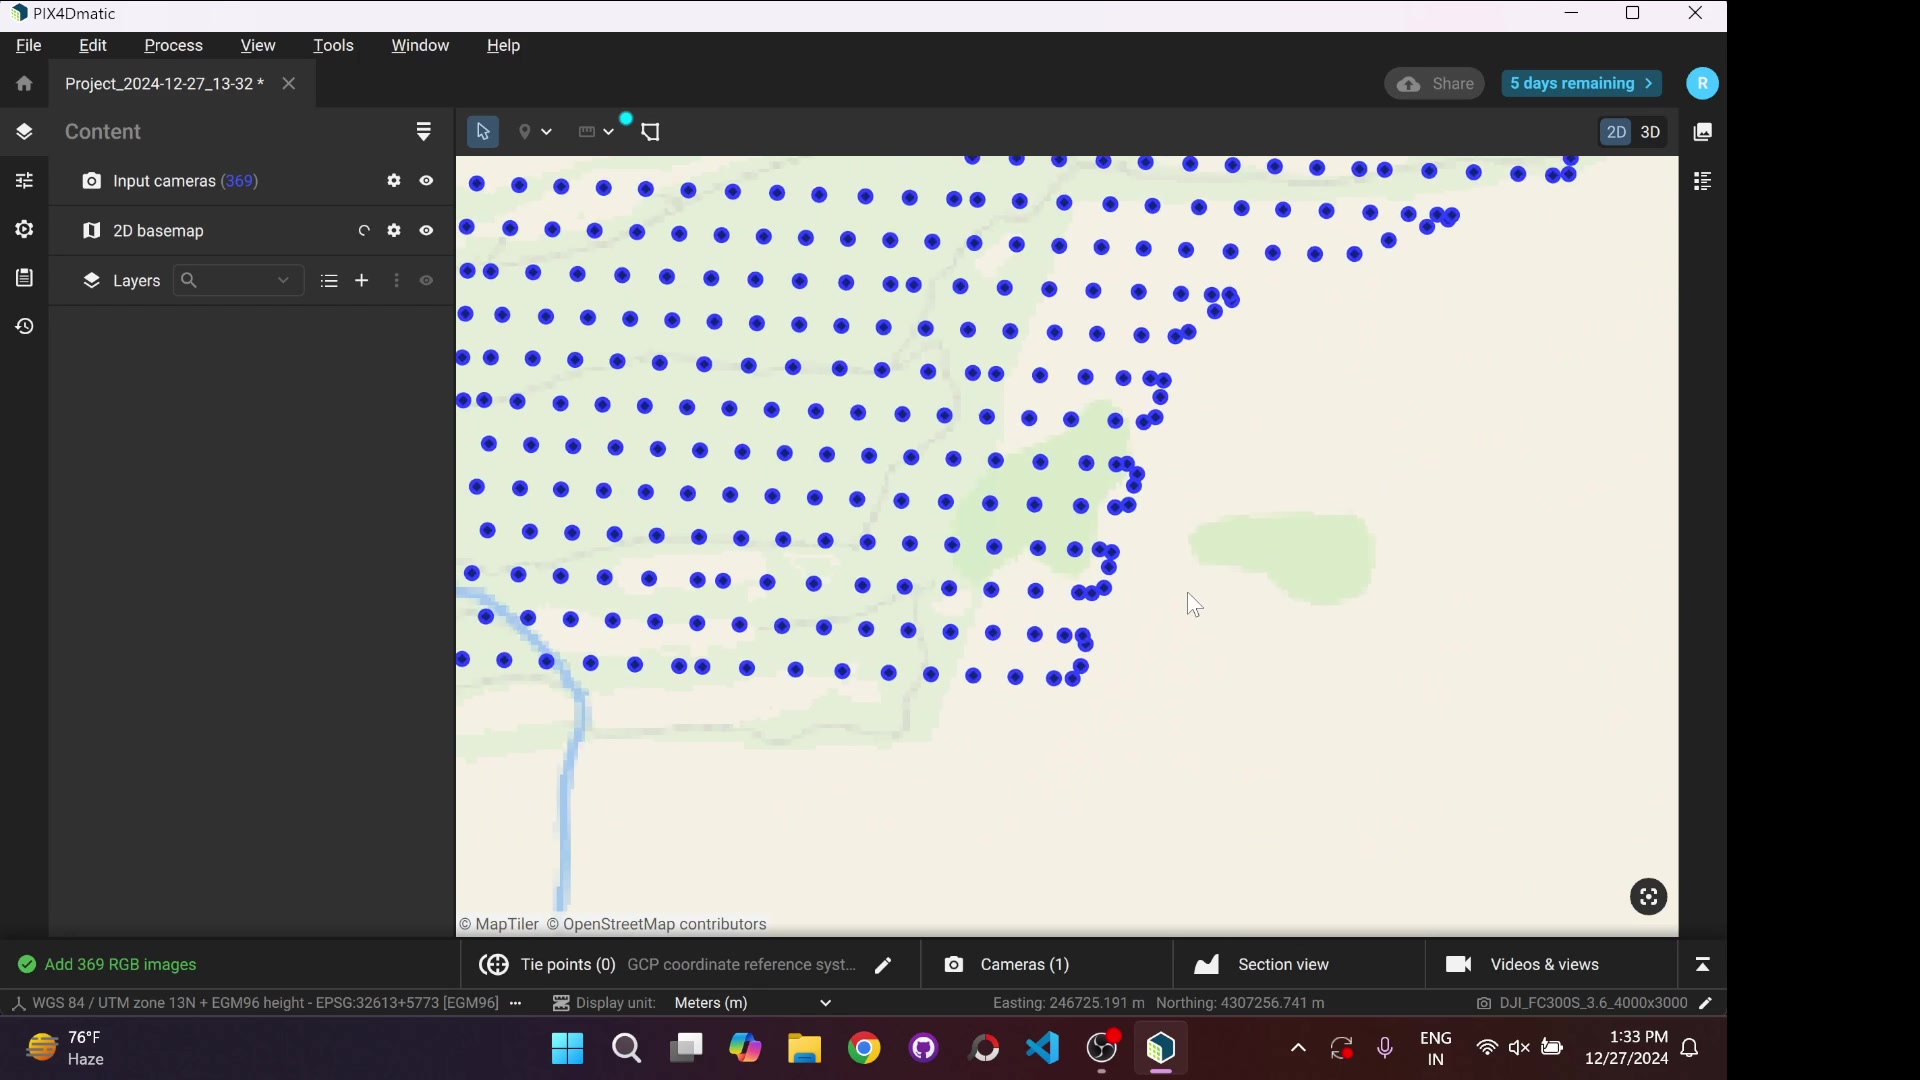 PIX4Dmatic
File Edit Process View Tools Window Help
Project_2024-12-27_13-32 *
Share
5 days remaining
R
Content
2D 3D
Input cameras (369)
2D basemap
Layers
© MapTiler © OpenStreetMap contributors
Add 369 RGB images
Tie points (0) GCP coordinate reference syst...
Cameras (1)
Section view
Videos & views
WGS 84 / UTM zone 13N + EGM96 height - EPSG:32613+5773 [EGM96]
Display unit: Meters (m)
Easting: 246725.191 m Northing: 4307256.741 m
DJI_FC300S_3.6_4000x3000
76°F
Haze
ENG
IN
1:33 PM
12/27/2024